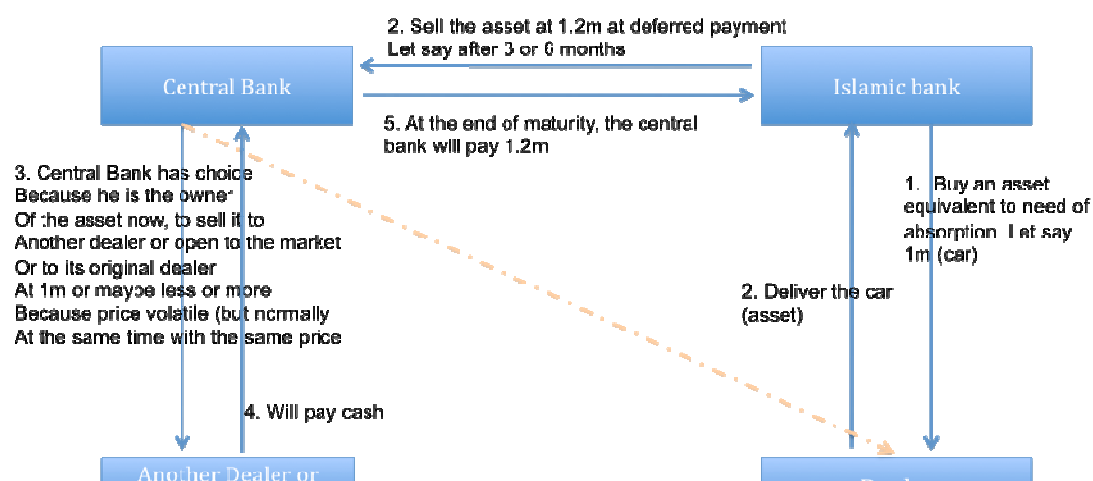 2. Sell the asset at 1.2m at deferred payment
Let say after 3 or 6 months
Central Bank
Islamic bank
5. At the end of maturity, the central
bank will pay 1.2m
3. Central Bank has choice
Because he is the owner
Of the asset now, to sell it to
Another dealer or open to the market
Or to its original dealer
At 1m or maybe less or more
Because price volatile (but normally
At the same time with the same price
1. Buy an asset
equivalent to need of
absorption. Let say
1m (car)
2. Deliver the car
(asset)
4. Will pay cash
Another Dealer or